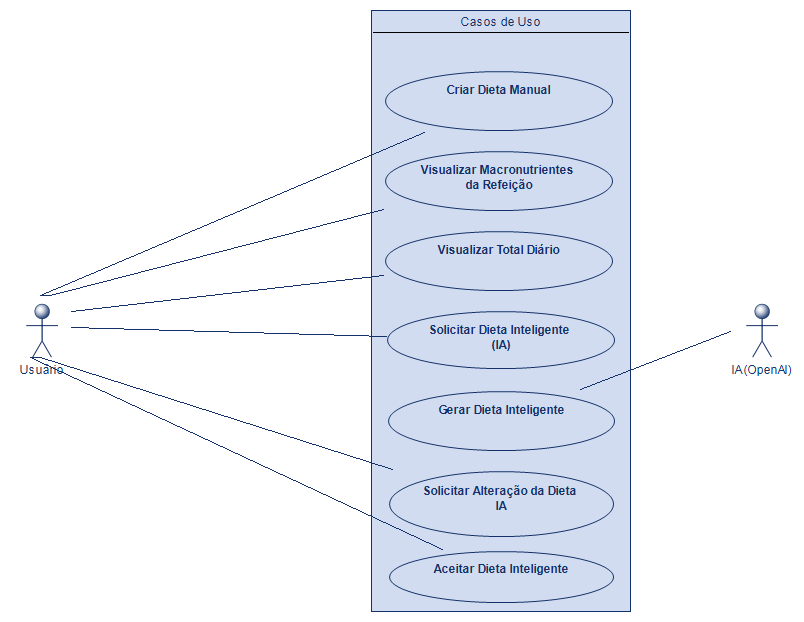 Casos de Uso
Criar Dieta Manual
Visualizar Macronutrientes
da Refeição
Visualizar Total Diário
Solicitar Dieta Inteligente
(IA)
Gerar Dieta Inteligente
Solicitar Alteração da Dieta
IA
Aceitar Dieta Inteligente
Usuário
IA(OpenAI)